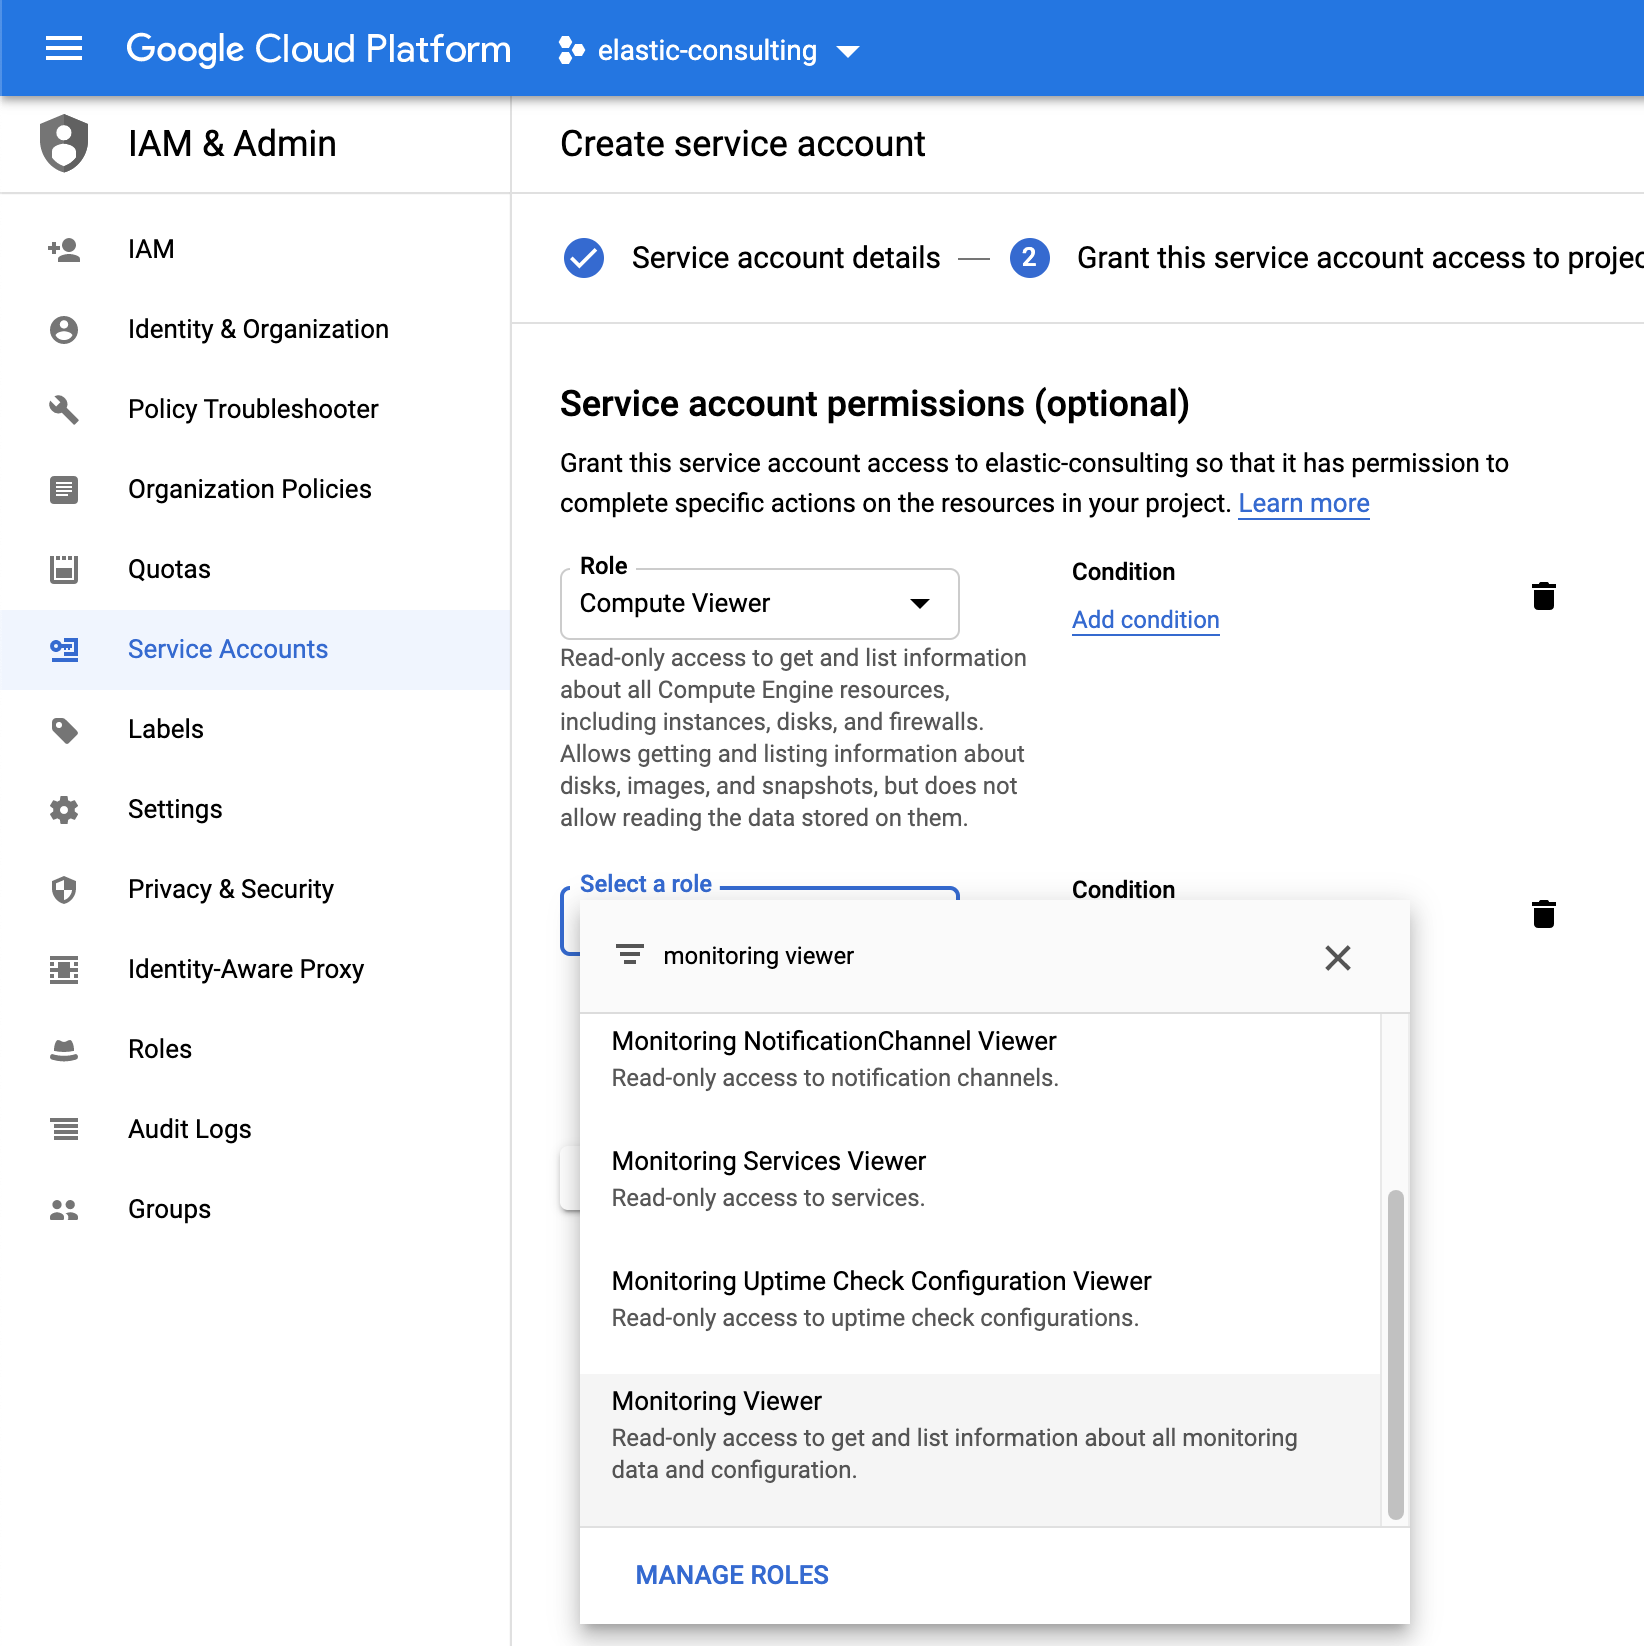 Google Cloud Platform
elastic-consulting
IAM & Admin
IAM
Identity & Organization
Policy Troubleshooter
Organization Policies
Quotas
Service Accounts
Labels
Settings
Privacy & Security
Identity-Aware Proxy
Roles
Audit Logs
Groups
Create service account
Service account details
2 Grant this service account access to projec
Service account permissions (optional)
Grant this service account access to elastic-consulting so that it has permission to
complete specific actions on the resources in your project. Learn more
Role
Compute Viewer
Condition
Add condition
Read-only access to get and list information
about all Compute Engine resources,
including instances, disks, and firewalls.
Allows getting and listing information about
disks, images, and snapshots, but does not
allow reading the data stored on them.
Select a role
Condition
monitoring viewer
Monitoring NotificationChannel Viewer
Read-only access to notification channels.
Monitoring Services Viewer
Read-only access to services.
Monitoring Uptime Check Configuration Viewer
Read-only access to uptime check configurations.
Monitoring Viewer
Read-only access to get and list information about all monitoring
data and configuration.
MANAGE ROLES